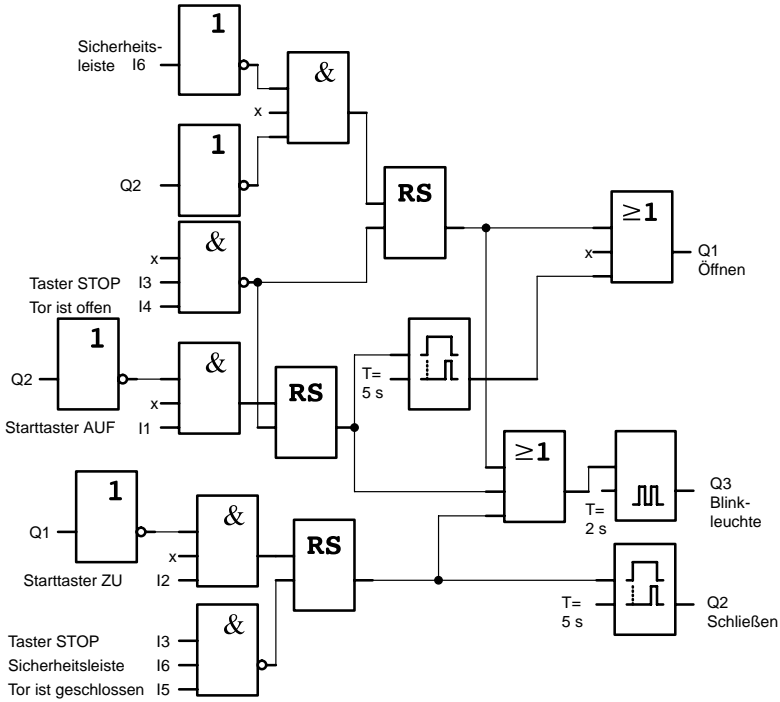 1
Sicherheits-
leiste I6
&
x
1
Q2
RS
&
x
Taster STOP I3
Tor ist offen I4
≥1
x
Q1
Öffnen
1
Q2
&
x
Starttaster AUF I1
RS
T=
5 s
≥1
T=
2 s
Q3
Blink-
leuchte
1
Q1
&
x
Starttaster ZU I2
RS
T=
5 s
Q2
Schließen
&
Taster STOP I3
Sicherheitsleiste I6
Tor ist geschlossen I5